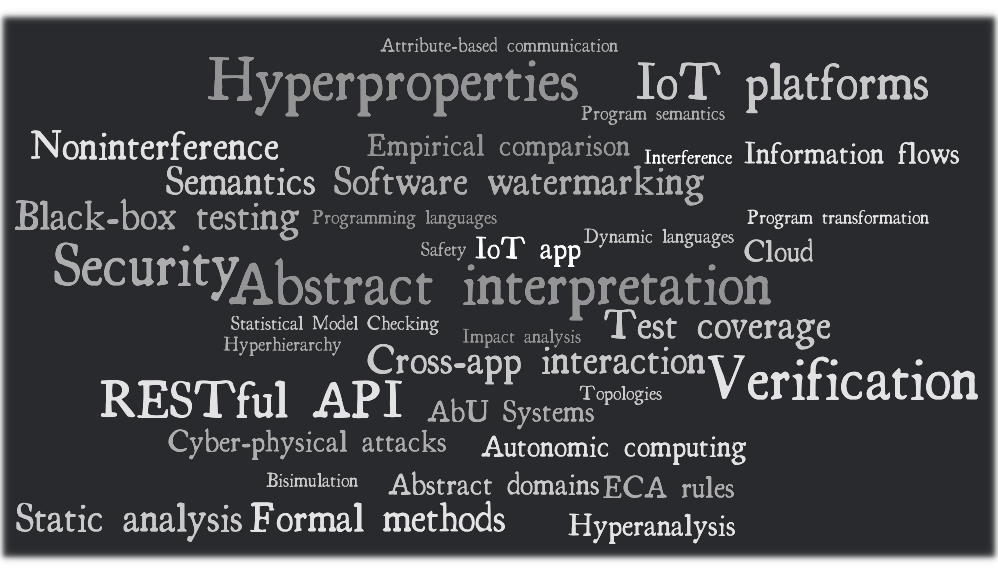 Attribute-based communication
Hyperproperties IoT platforms
Program semantics
Noninterference Empirical comparison Interference Information flows
Semantics Software watermarking
Black-box testing Programming languages Program transformation
Safety IoT app Dynamic languages Cloud
Security Abstract interpretation
Statistical Model Checking Impact analysis Test coverage
Hyperhierarchy
Cross-app interaction Verification
RESTful API AbU Systems Topologies
Cyber-physical attacks Autonomic computing
Bisimulation Abstract domains ECA rules
Static analysis Formal methods Hyperanalysis